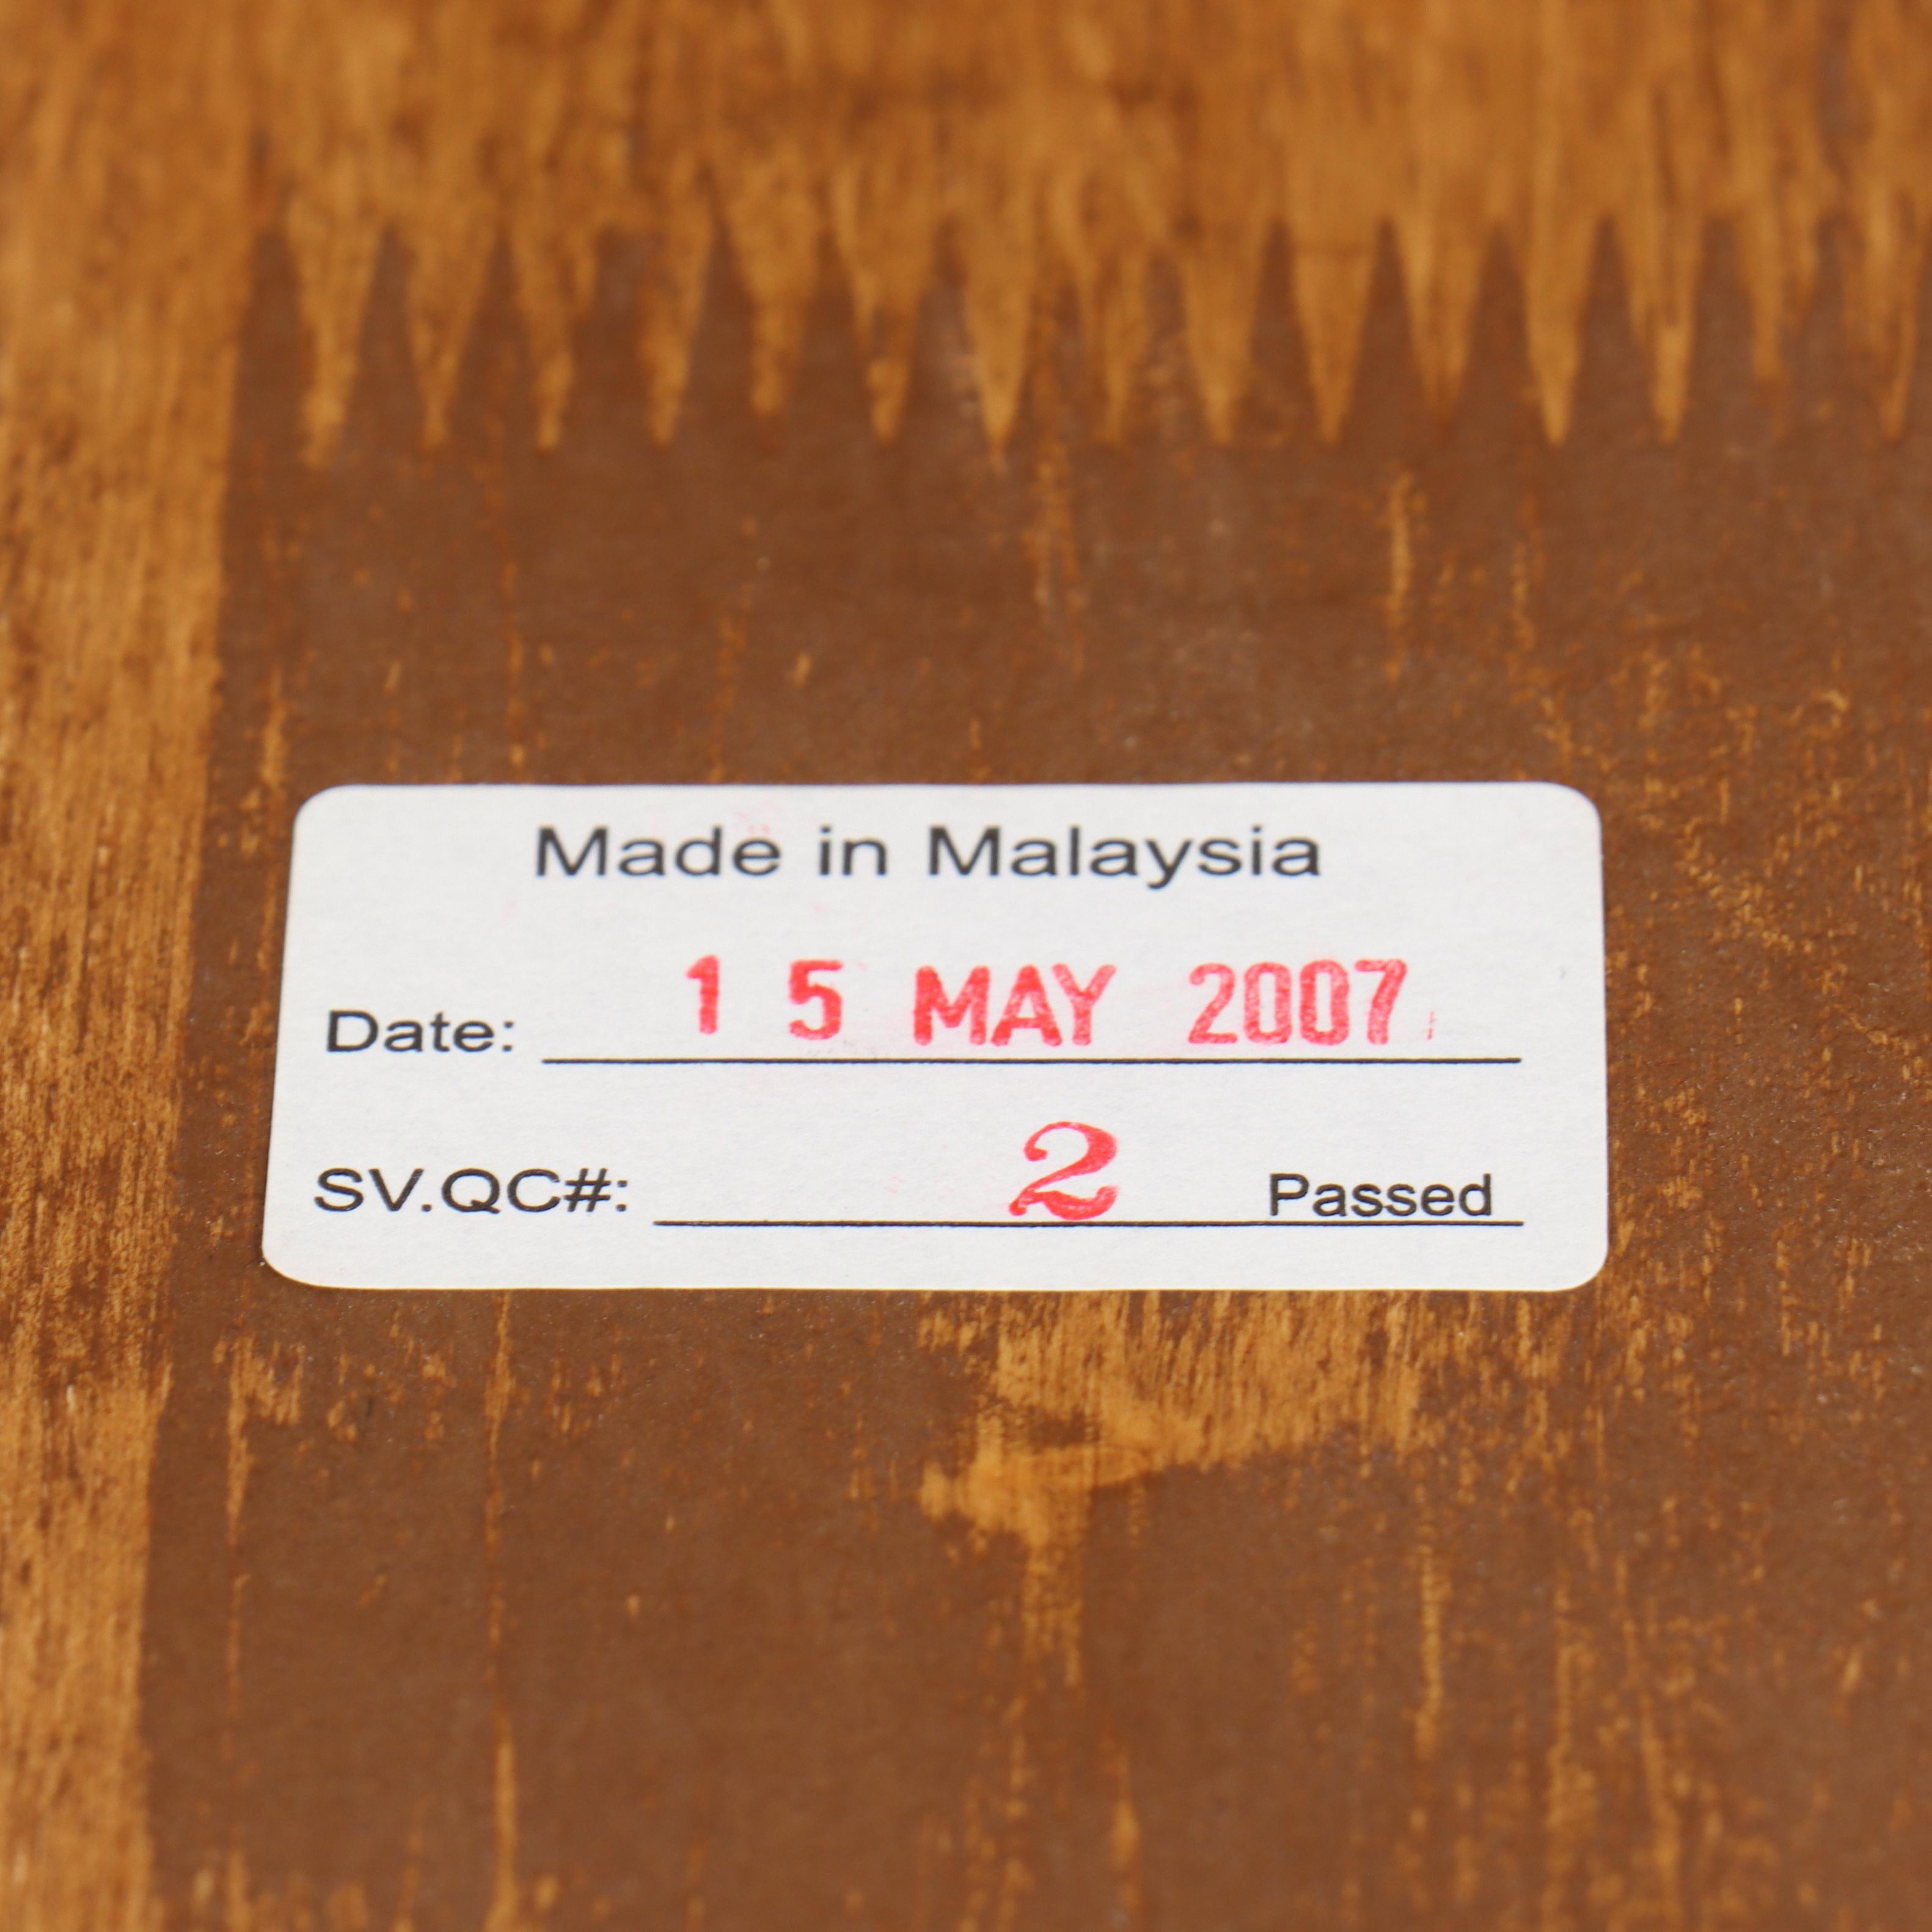 Made in Malaysia
Date: 15 MAY 2007
SV.QC#: 2 Passed